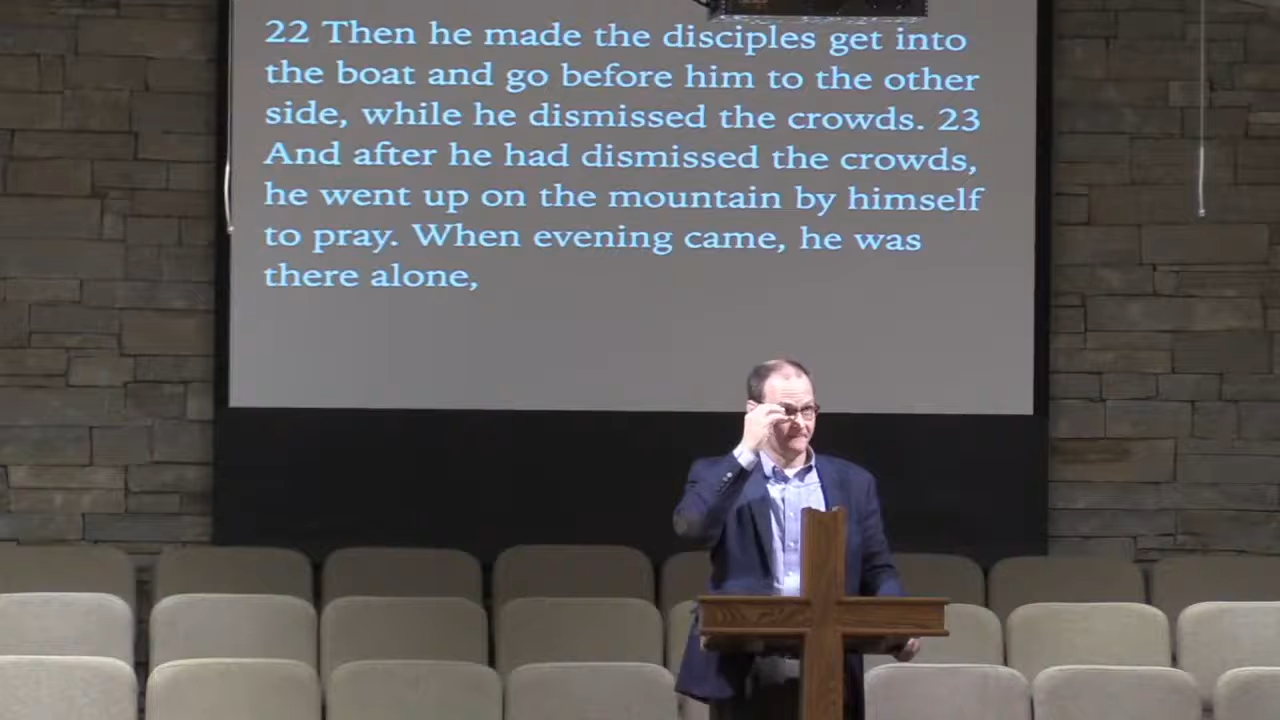 22 Then he made the disciples get into
the boat and go before him to the other
side, while he dismissed the crowds. 23
And after he had dismissed the crowds,
he went up on the mountain by himself
to pray. When evening came, he was
there alone,